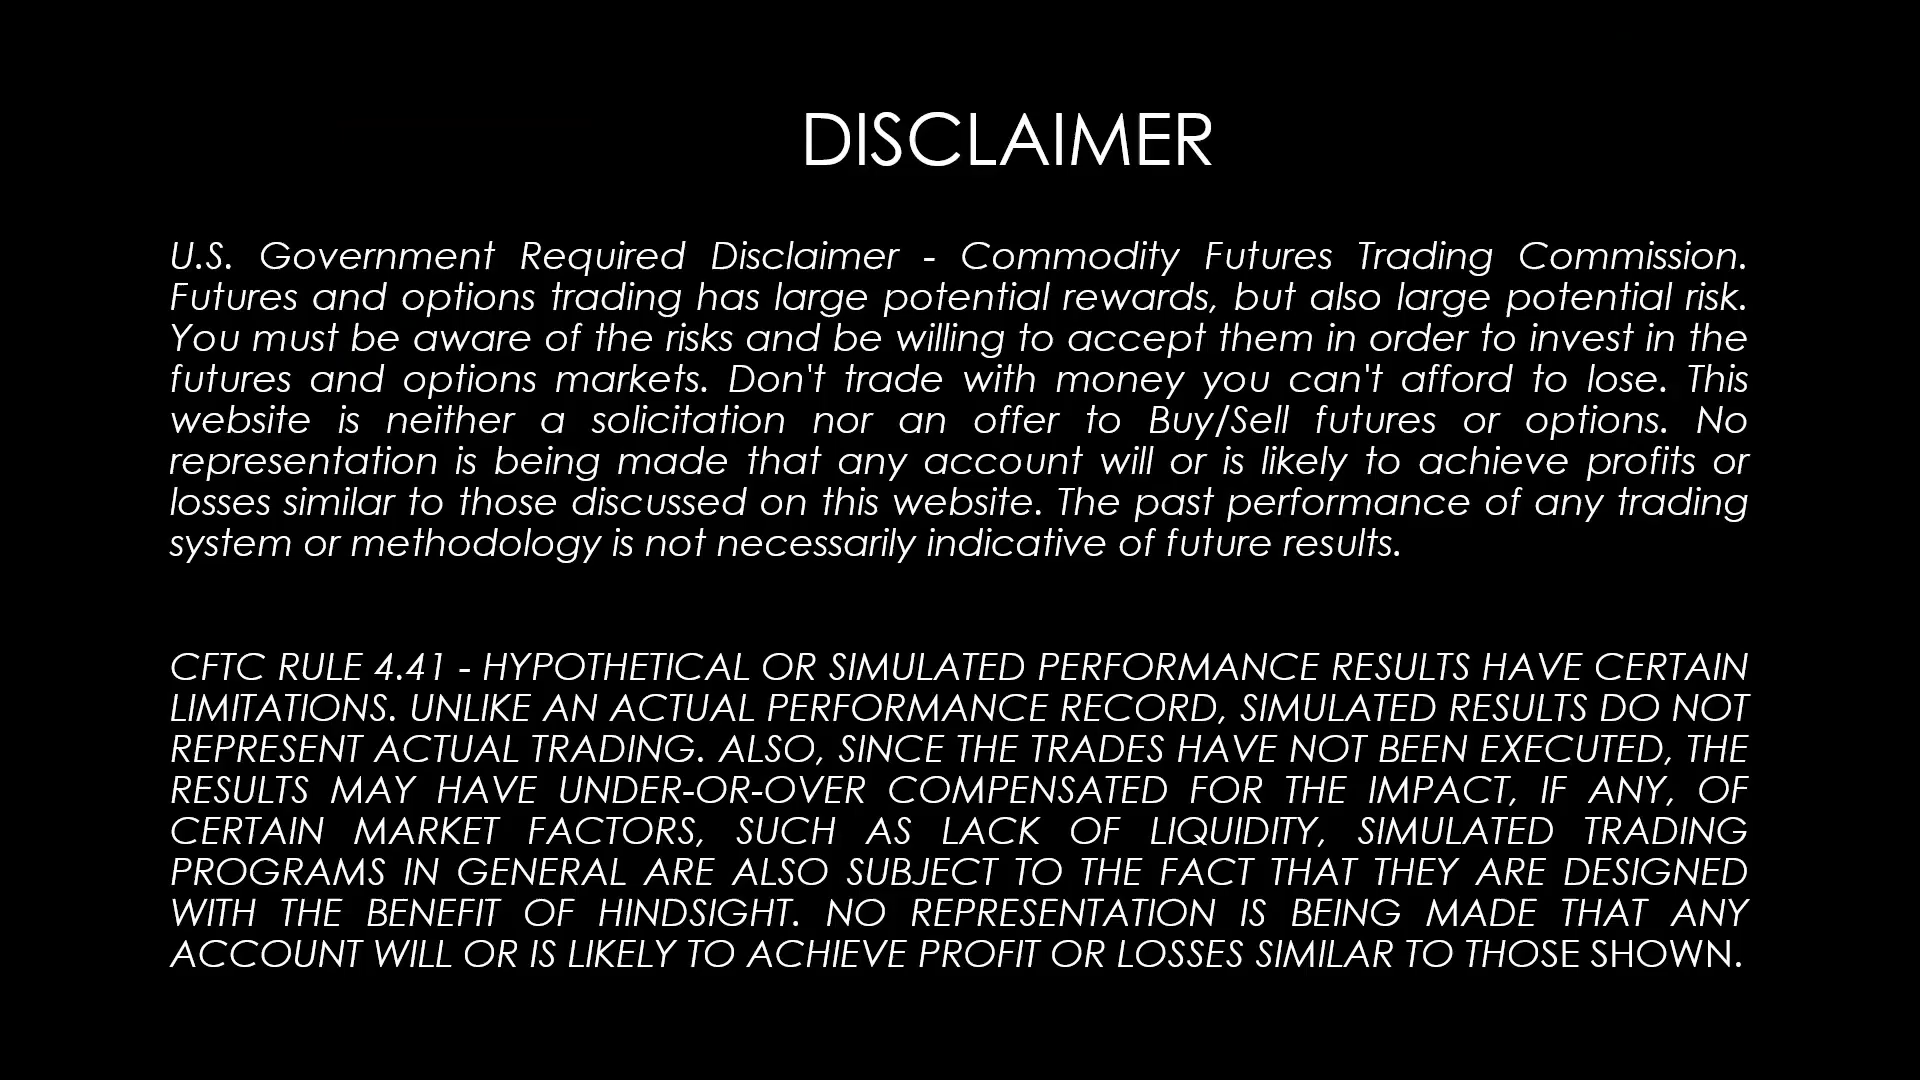 DISCLAIMER
U.S. Government Required Disclaimer - Commodity Futures Trading Commission.
Futures and options trading has large potential rewards, but also large potential risk.
You must be aware of the risks and be willing to accept them in order to invest in the
futures and options markets. Don't trade with money you can't afford to lose. This
website is neither a solicitation nor an offer to Buy/Sell futures or options. No
representation is being made that any account will or is likely to achieve profits or
losses similar to those discussed on this website. The past performance of any trading
system or methodology is not necessarily indicative of future results.
CFTC RULE 4.41 - HYPOTHETICAL OR SIMULATED PERFORMANCE RESULTS HAVE CERTAIN
LIMITATIONS. UNLIKE AN ACTUAL PERFORMANCE RECORD, SIMULATED RESULTS DO NOT
REPRESENT ACTUAL TRADING. ALSO, SINCE THE TRADES HAVE NOT BEEN EXECUTED, THE
RESULTS MAY HAVE UNDER-OR-OVER COMPENSATED FOR THE IMPACT, IF ANY, OF
CERTAIN MARKET FACTORS, SUCH AS LACK OF LIQUIDITY, SIMULATED TRADING
PROGRAMS IN GENERAL ARE ALSO SUBJECT TO THE FACT THAT THEY ARE DESIGNED
WITH THE BENEFIT OF HINDSIGHT. NO REPRESENTATION IS BEING MADE THAT ANY
ACCOUNT WILL OR IS LIKELY TO ACHIEVE PROFIT OR LOSSES SIMILAR TO THOSE SHOWN.